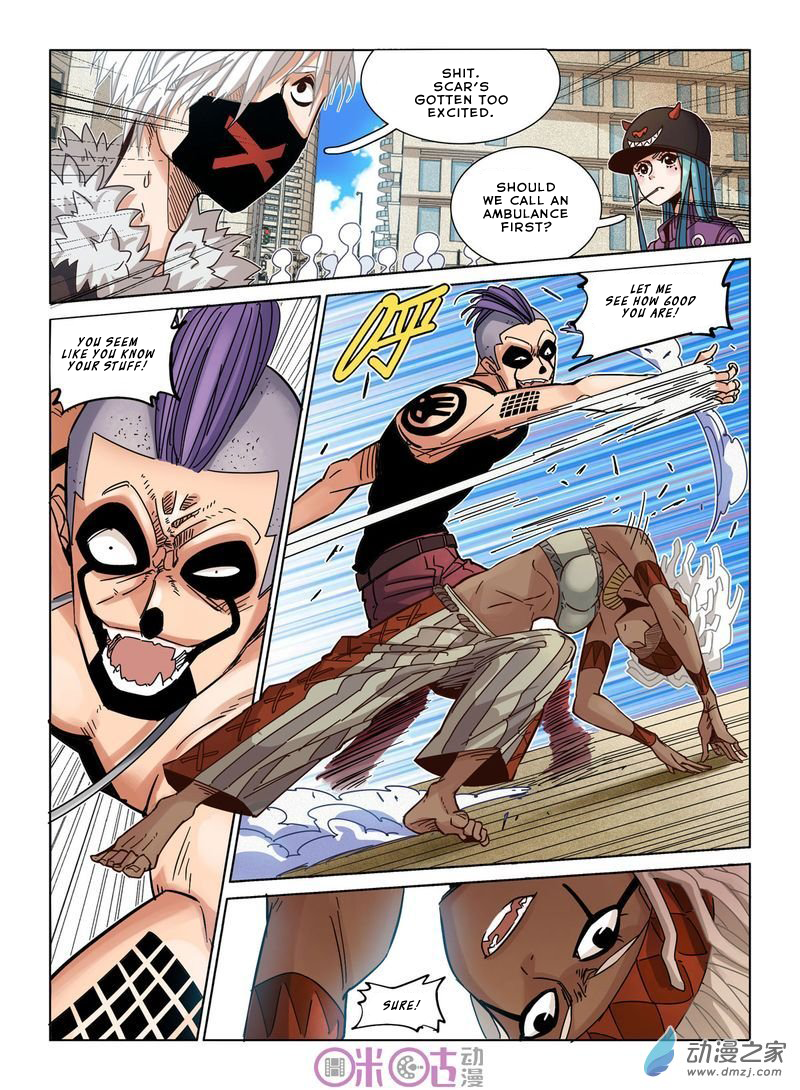 SHIT.
SCAR'S
GOTTEN TOO
EXCITED.
SHOULD
WE CALL AN
AMBULANCE
FIRST?
YOU SEEM
LIKE YOU KNOW
YOUR STUFF!
LET ME
SEE HOW GOOD
YOU ARE!
呼
SURE!
咪咕动漫
动漫之家
www.dmzj.com